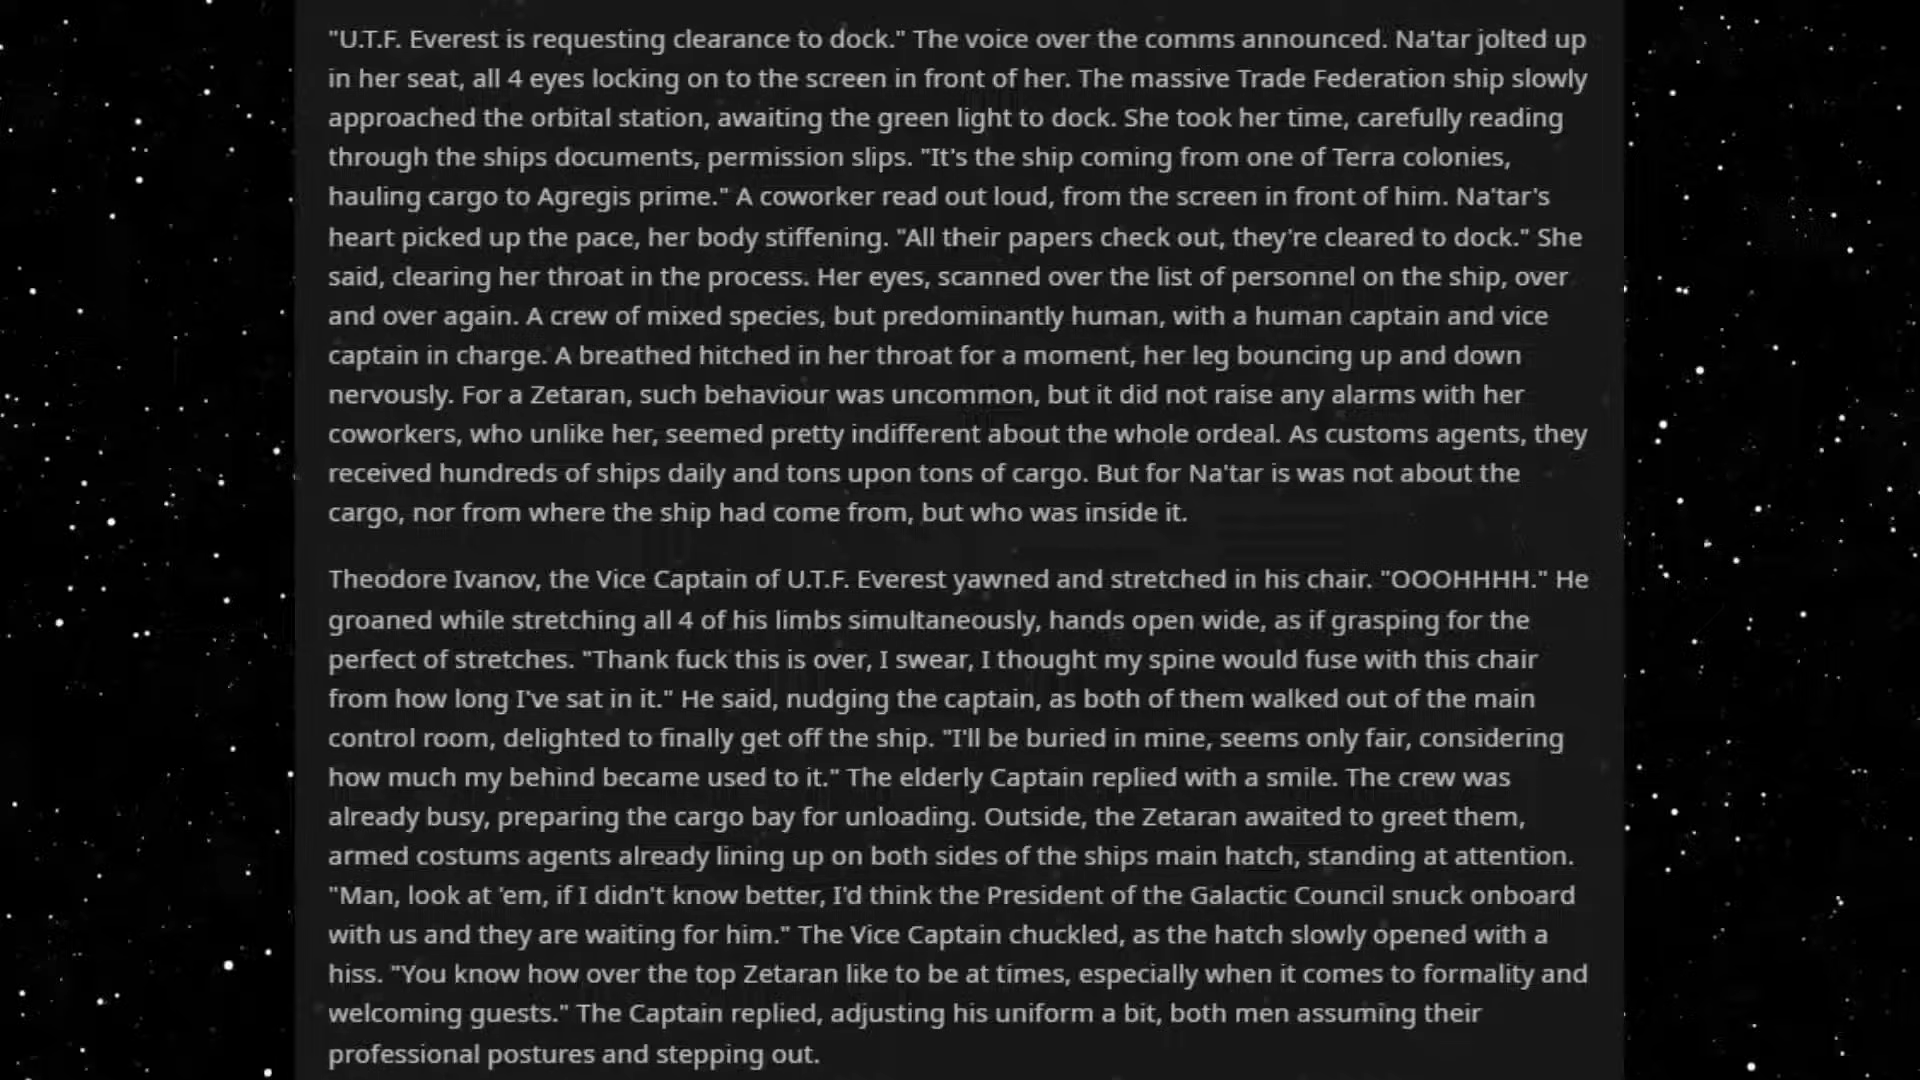 "U.T.F. Everest is requesting clearance to dock." The voice over the comms announced. Na'tar jolted up
in her seat, all 4 eyes locking on to the screen in front of her. The massive Trade Federation ship slowly
approached the orbital station, awaiting the green light to dock. She took her time, carefully reading
through the ships documents, permission slips. "It's the ship coming from one of Terra colonies,
hauling cargo to Agregis prime." A coworker read out loud, from the screen in front of him. Na'tar's
heart picked up the pace, her body stiffening. "All their papers check out, they're cleared to dock." She
said, clearing her throat in the process. Her eyes, scanned over the list of personnel on the ship, over
and over again. A crew of mixed species, but predominantly human, with a human captain and vice
captain in charge. A breathed hitched in her throat for a moment, her leg bouncing up and down
nervously. For a Zetaran, such behaviour was uncommon, but it did not raise any alarms with her
coworkers, who unlike her, seemed pretty indifferent about the whole ordeal. As customs agents, they
received hundreds of ships daily and tons upon tons of cargo. But for Na'tar is was not about the
cargo, nor from where the ship had come from, but who was inside it.
Theodore Ivanov, the Vice Captain of U.T.F. Everest yawned and stretched in his chair. "OOOHHHH." He
groaned while stretching all 4 of his limbs simultaneously, hands open wide, as if grasping for the
perfect of stretches. "Thank fuck this is over, I swear, I thought my spine would fuse with this chair
from how long I've sat in it." He said, nudging the captain, as both of them walked out of the main
control room, delighted to finally get off the ship. "I'll be buried in mine, seems only fair, considering
how much my behind became used to it." The elderly Captain replied with a smile. The crew was
already busy, preparing the cargo bay for unloading. Outside, the Zetaran awaited to greet them,
armed costums agents already lining up on both sides of the ships main hatch, standing at attention.
"Man, look at 'em, if I didn't know better, I'd think the President of the Galactic Council snuck onboard
with us and they are waiting for him." The Vice Captain chuckled, as the hatch slowly opened with a
hiss. "You know how over the top Zetaran like to be at times, especially when it comes to formality and
welcoming guests." The Captain replied, adjusting his uniform a bit, both men assuming their
professional postures and stepping out.